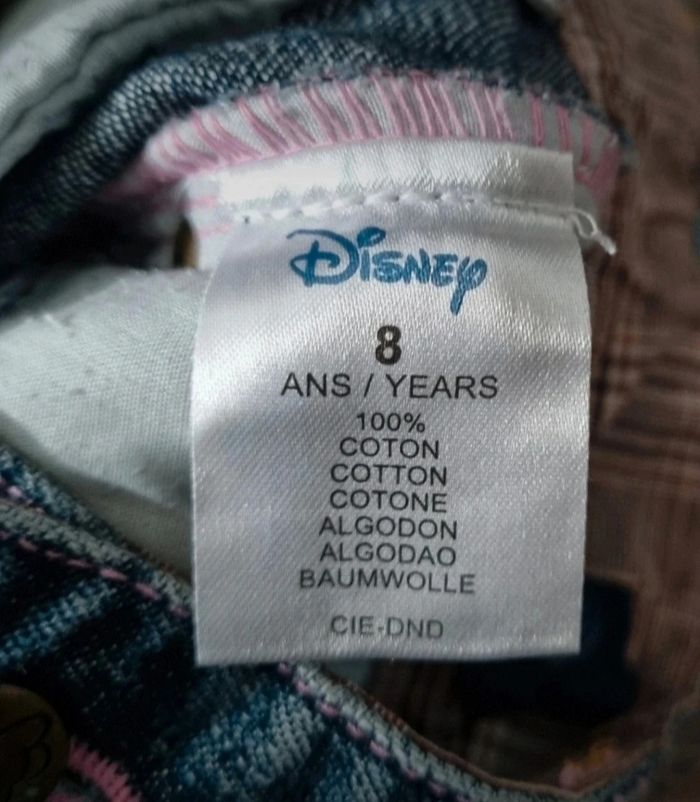 Disney
8
ANS / YEARS
100%
COTON
COTTON
COTONE
ALGODON
ALGODAO
BAUMWOLLE
CIE-DND